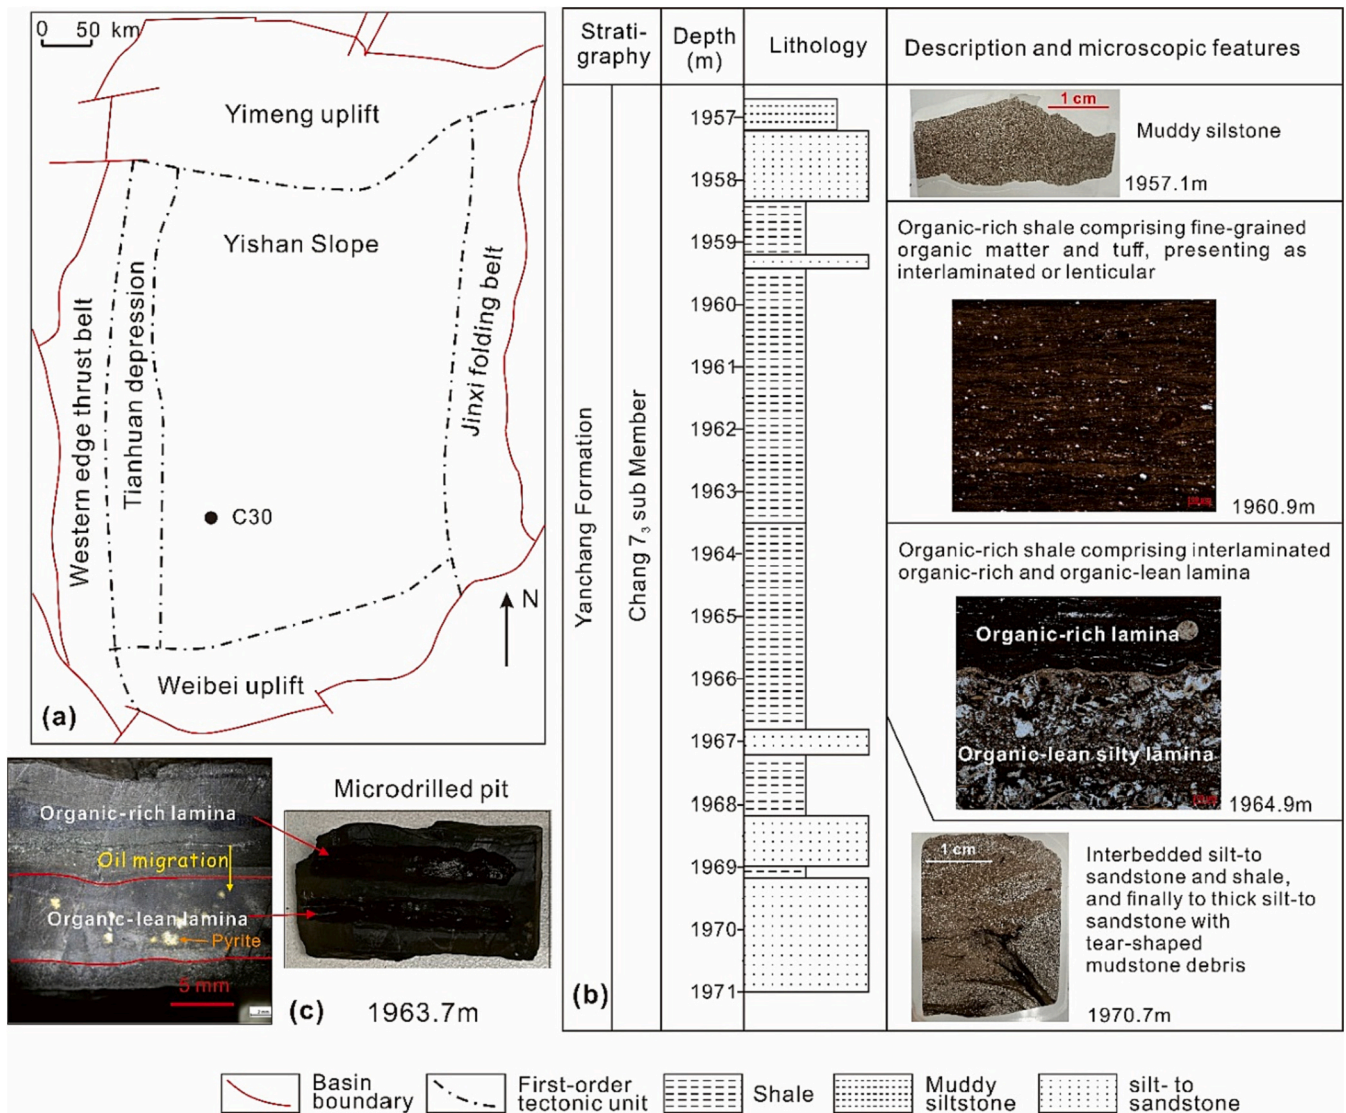 0 50 km
Yimeng uplift
Yishan Slope
Western edge thrust belt
Tianhuan depression
Jinxi folding belt
C30
N
Weibei uplift
(a)
Strati-
graphy
Depth
(m)
Lithology
Description and microscopic features
Yanchang Formation
Chang 7₃ sub Member
1957
1958
1959
1960
1961
1962
1963
1964
1965
1966
1967
1968
1969
1970
1971
1 cm
Muddy silstone
1957.1m
Organic-rich shale comprising fine-grained
organic matter and tuff, presenting as
interlaminated or lenticular
1960.9m
Organic-rich shale comprising interlaminated
organic-rich and organic-lean lamina
Organic-rich lamina
Organic-lean silty lamina
1964.9m
1 cm
Interbedded silt-to
sandstone and shale,
and finally to thick silt-to
sandstone with
tear-shaped
mudstone debris
1970.7m
(b)
Microdrilled pit
Organic-rich lamina
Oil migration
Organic-lean lamina
Pyrite
5 mm
(c)
1963.7m
Basin
boundary
First-order
tectonic unit
Shale
Muddy
siltstone
silt- to
sandstone